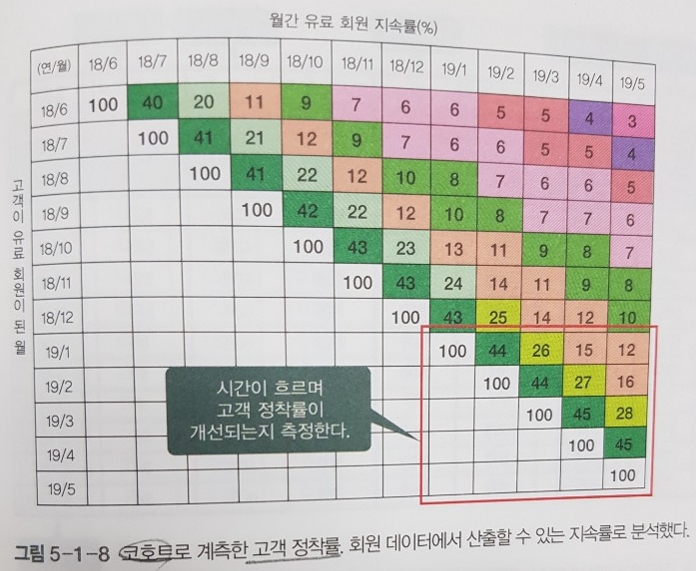 월간 유료 회원 지속률(%)
(연/월) 18/6 18/7 18/8 18/9 18/10 18/11 18/12 19/1 19/2 19/3 19/4 19/5
18/6 100 40 20 11 9 7 6 6 5 5 4 3
18/7 100 41 21 12 9 7 6 6 5 5 4
18/8 100 41 22 12 10 8 7 6 6 5
18/9 100 42 22 12 10 8 7 7 6
18/10 100 43 23 13 11 9 8 7
18/11 100 43 24 14 11 9 8
18/12 100 43 25 14 12 10
19/1 100 44 26 15 12
19/2 100 44 27 16
19/3 100 45 28
19/4 100 45
19/5 100
고객이 유료 회원이 된 월
시간이 흐르며
고객 정착률이
개선되는지 측정한다.
그림 5-1-8 코호트로 계측한 고객 정착률. 회원 데이터에서 산출할 수 있는 지속률로 분석했다.